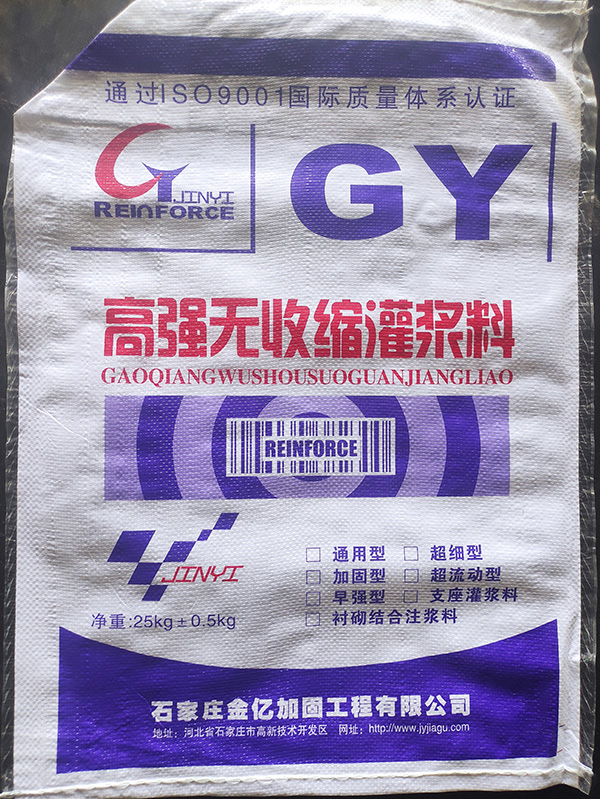 通过ISO9001国际质量体系认证
JINYI
REINFORCE
GY
高强无收缩灌浆料
GAOQIANGWUSHOUSUOGUANJIANGLIAO
REINFORCE
JINYI
净重:25kg±0.5kg
□ 通用型 □ 超细型
□ 加固型 □ 超流动型
□ 早强型 □ 支座灌浆料
□ 衬砌结合注浆料
石家庄金亿加固工程有限公司
地址: 河北省石家庄市高新技术开发区 网址: http://www.jyjiagu.com